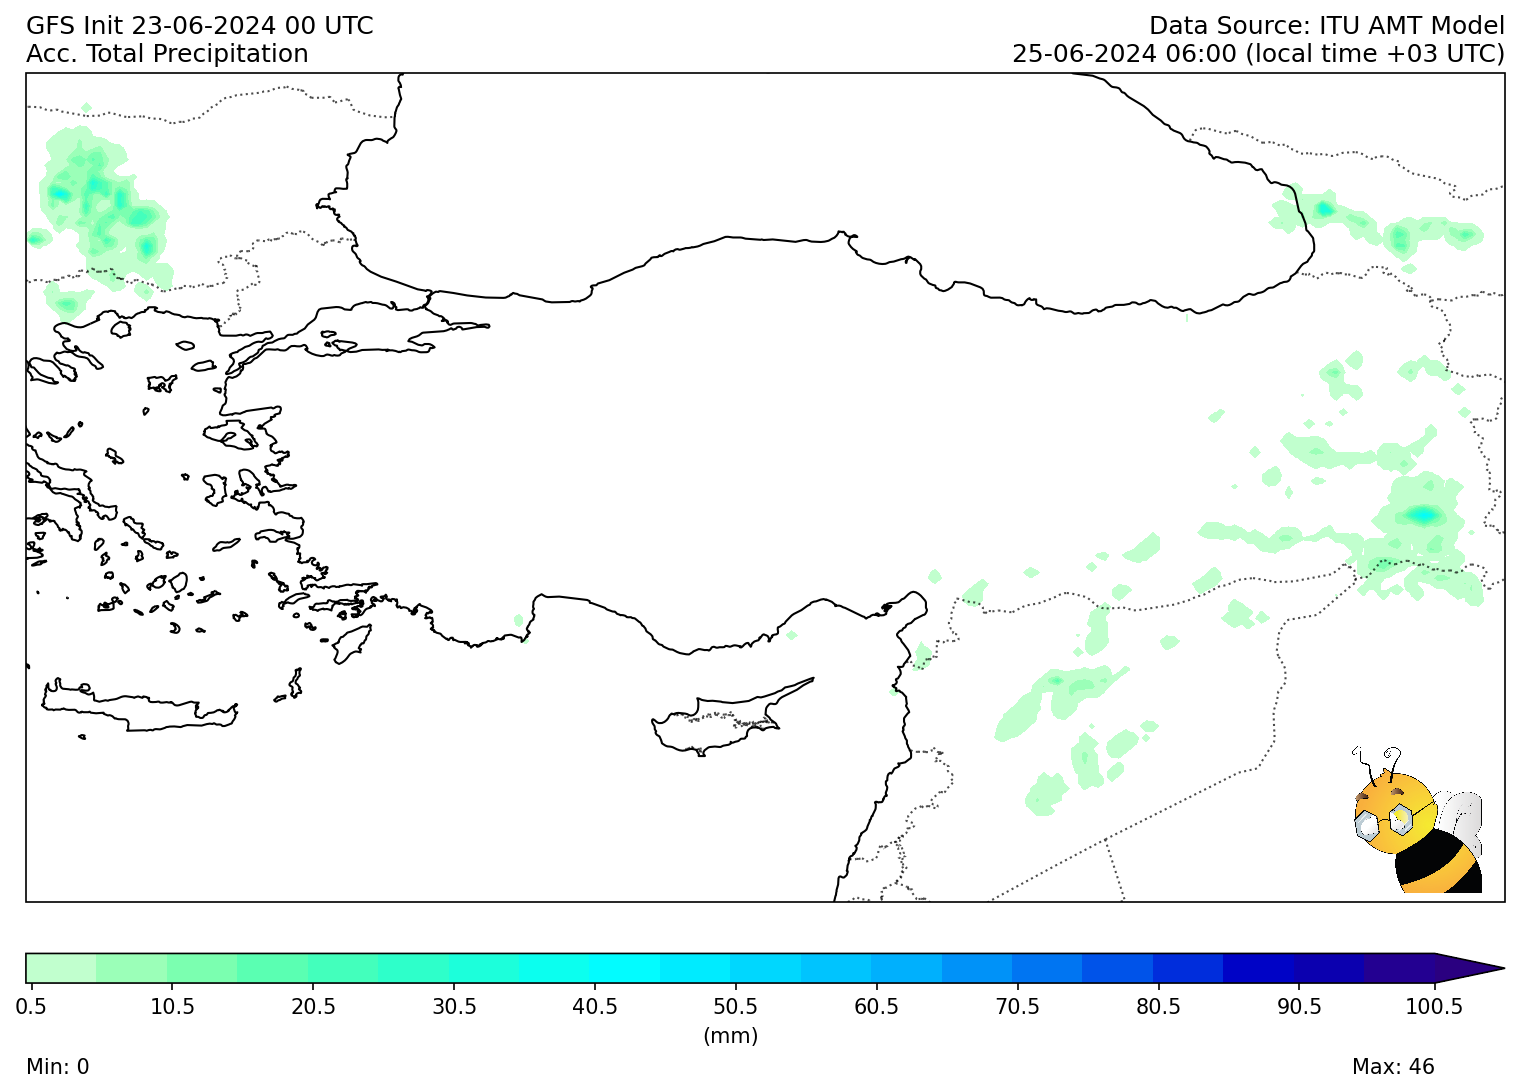 GFS Init 23-06-2024 00 UTC
Data Source: ITU AMT Model
Acc. Total Precipitation
25-06-2024 06:00 (local time +03 UTC)
0.5 10.5 20.5 30.5 40.5 50.5 60.5 70.5 80.5 90.5 100.5
(mm)
Min: 0
Max: 46